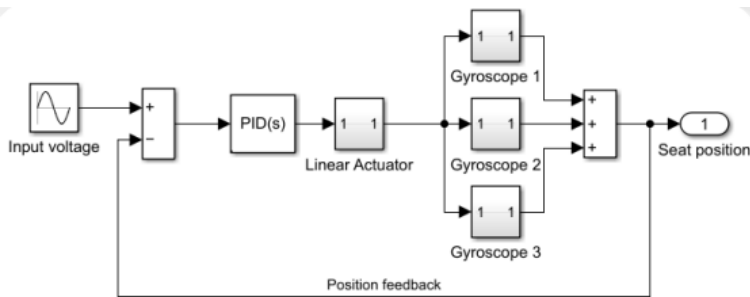 1 1
Gyroscope 1
+
−
Input voltage
PID(s)
1 1
Linear Actuator
1 1
Gyroscope 2
+
+
+
1
Seat position
1 1
Gyroscope 3
Position feedback